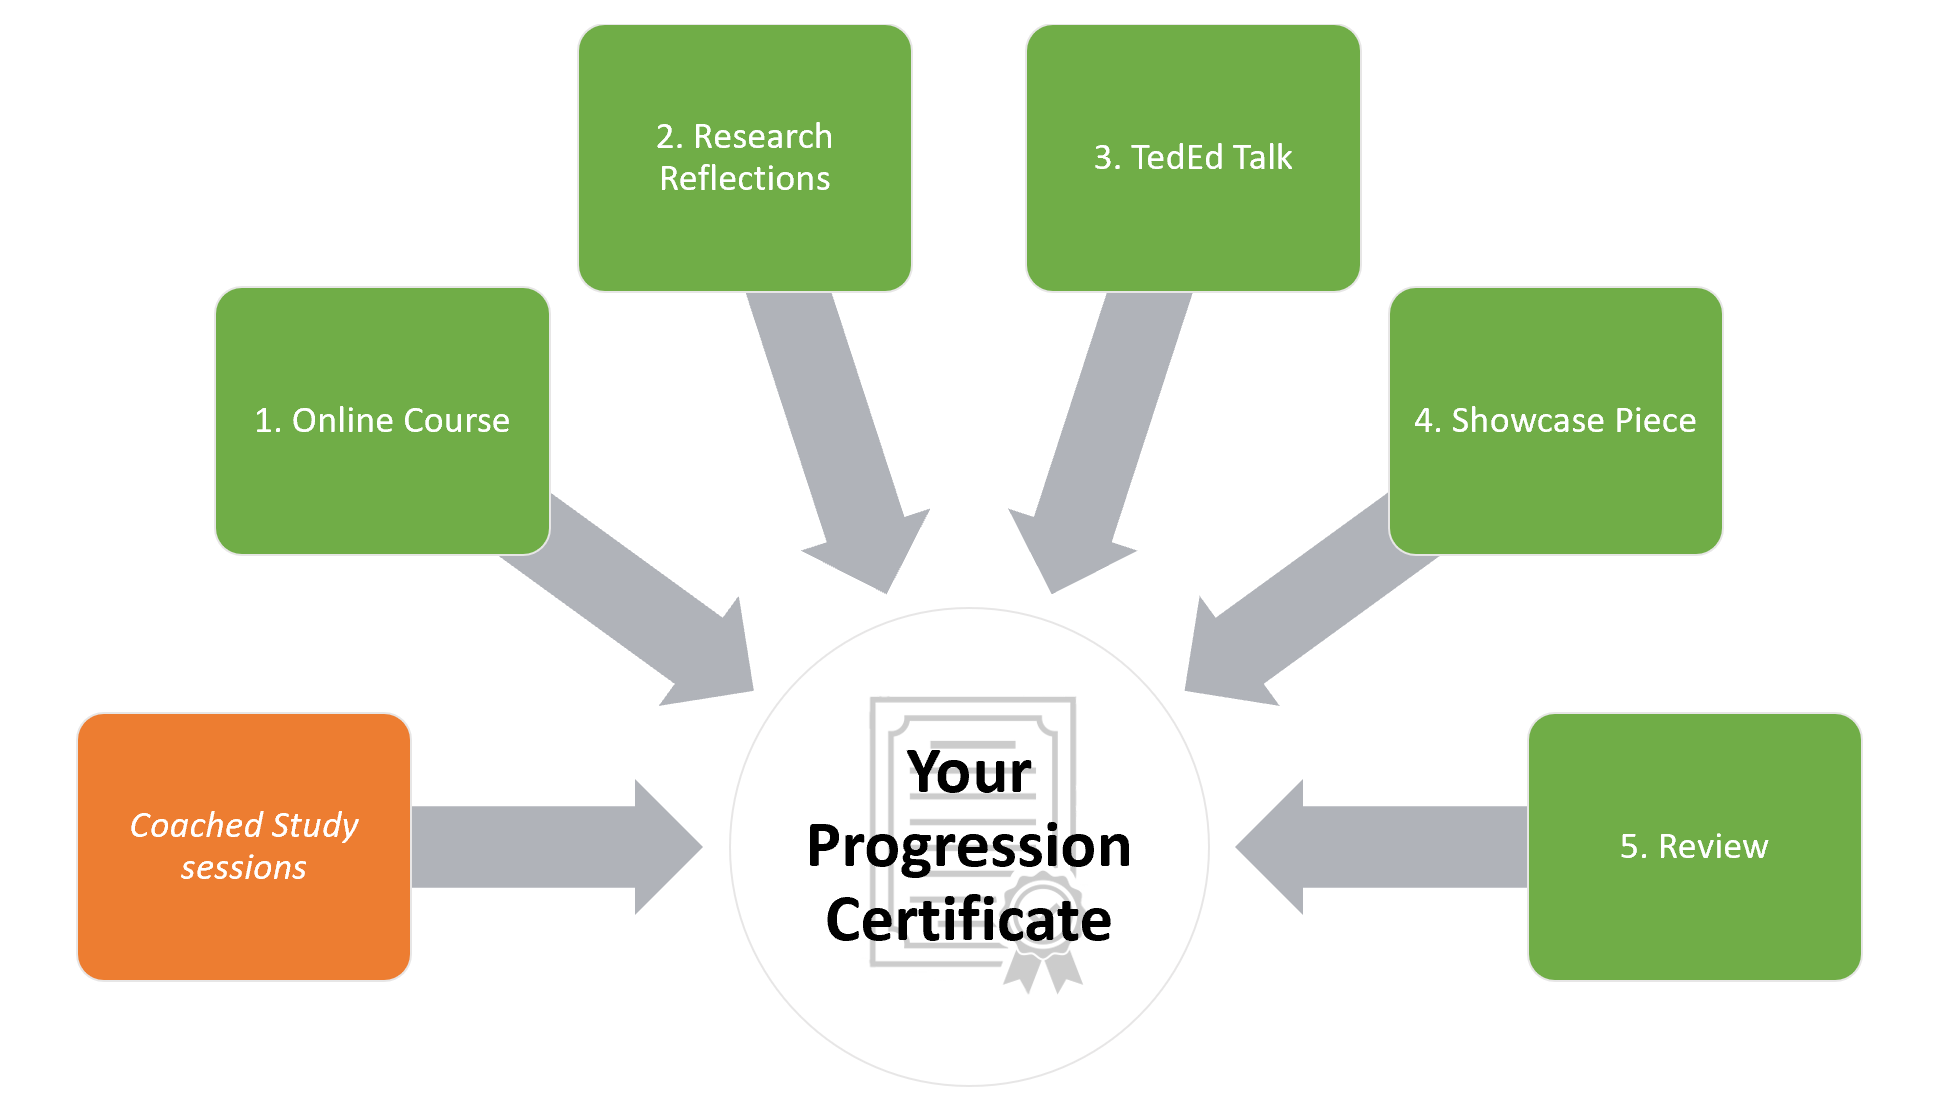 2. Research
Reflections
3. TedEd Talk
1. Online Course
4. Showcase Piece
Coached Study
sessions
Your
Progression
Certificate
5. Review